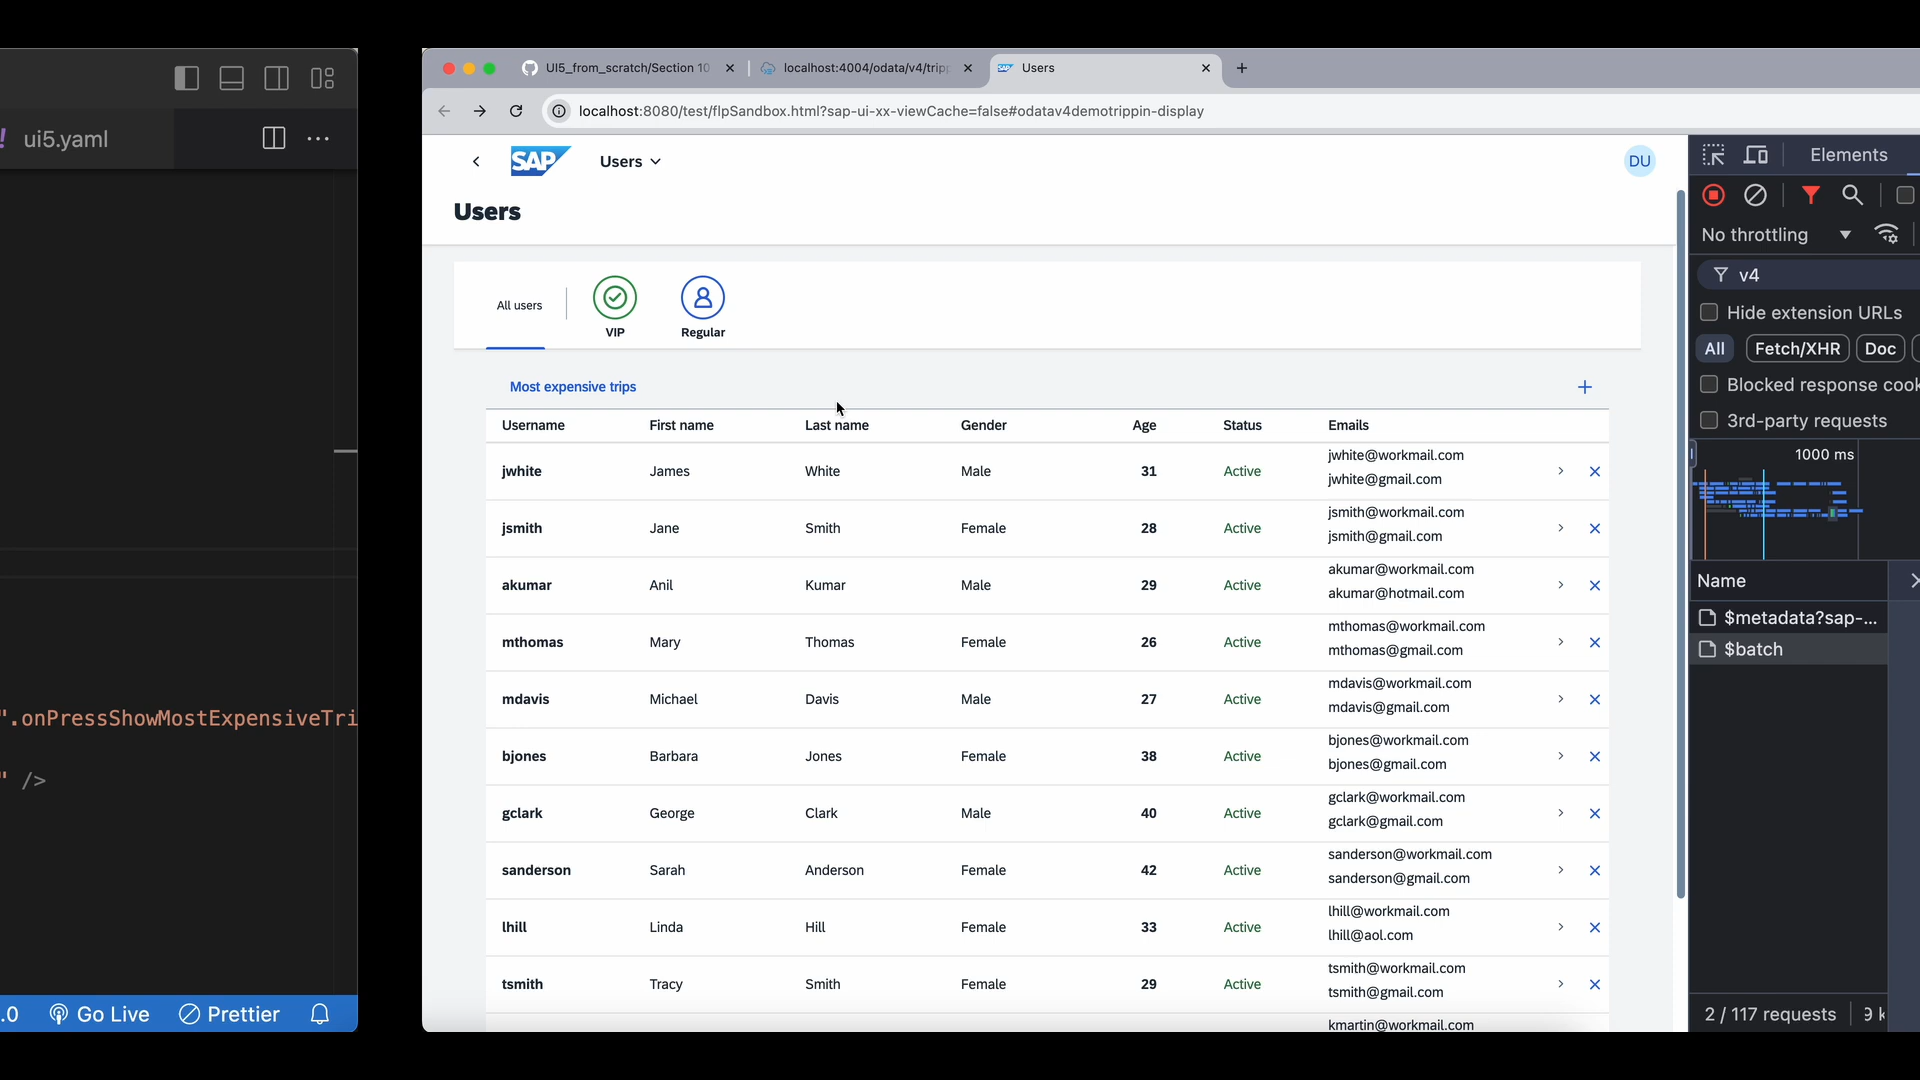 ! ui5.yaml
".onPressShowMostExpensiveTri
" />
.0 Go Live Prettier
UI5_from_scratch/Section 10
localhost:4004/odata/v4/tripp
Users
localhost:8080/test/flpSandbox.html?sap-ui-xx-viewCache=false#odatav4demotrippin-display
SAP Users DU
Users
All users
VIP
Regular
Most expensive trips
Username First name Last name Gender Age Status Emails
jwhite James White Male 31 Active jwhite@workmail.com
jwhite@gmail.com
jsmith Jane Smith Female 28 Active jsmith@workmail.com
jsmith@gmail.com
akumar Anil Kumar Male 29 Active akumar@workmail.com
akumar@hotmail.com
mthomas Mary Thomas Female 26 Active mthomas@workmail.com
mthomas@gmail.com
mdavis Michael Davis Male 27 Active mdavis@workmail.com
mdavis@gmail.com
bjones Barbara Jones Female 38 Active bjones@workmail.com
bjones@gmail.com
gclark George Clark Male 40 Active gclark@workmail.com
gclark@gmail.com
sanderson Sarah Anderson Female 42 Active sanderson@workmail.com
sanderson@gmail.com
lhill Linda Hill Female 33 Active lhill@workmail.com
lhill@aol.com
tsmith Tracy Smith Female 29 Active tsmith@workmail.com
tsmith@gmail.com
kmartin@workmail.com
Elements
No throttling
v4
Hide extension URLs
All Fetch/XHR Doc
Blocked response cook
3rd-party requests
1000 ms
Name
$metadata?sap-...
$batch
2 / 117 requests 9 k